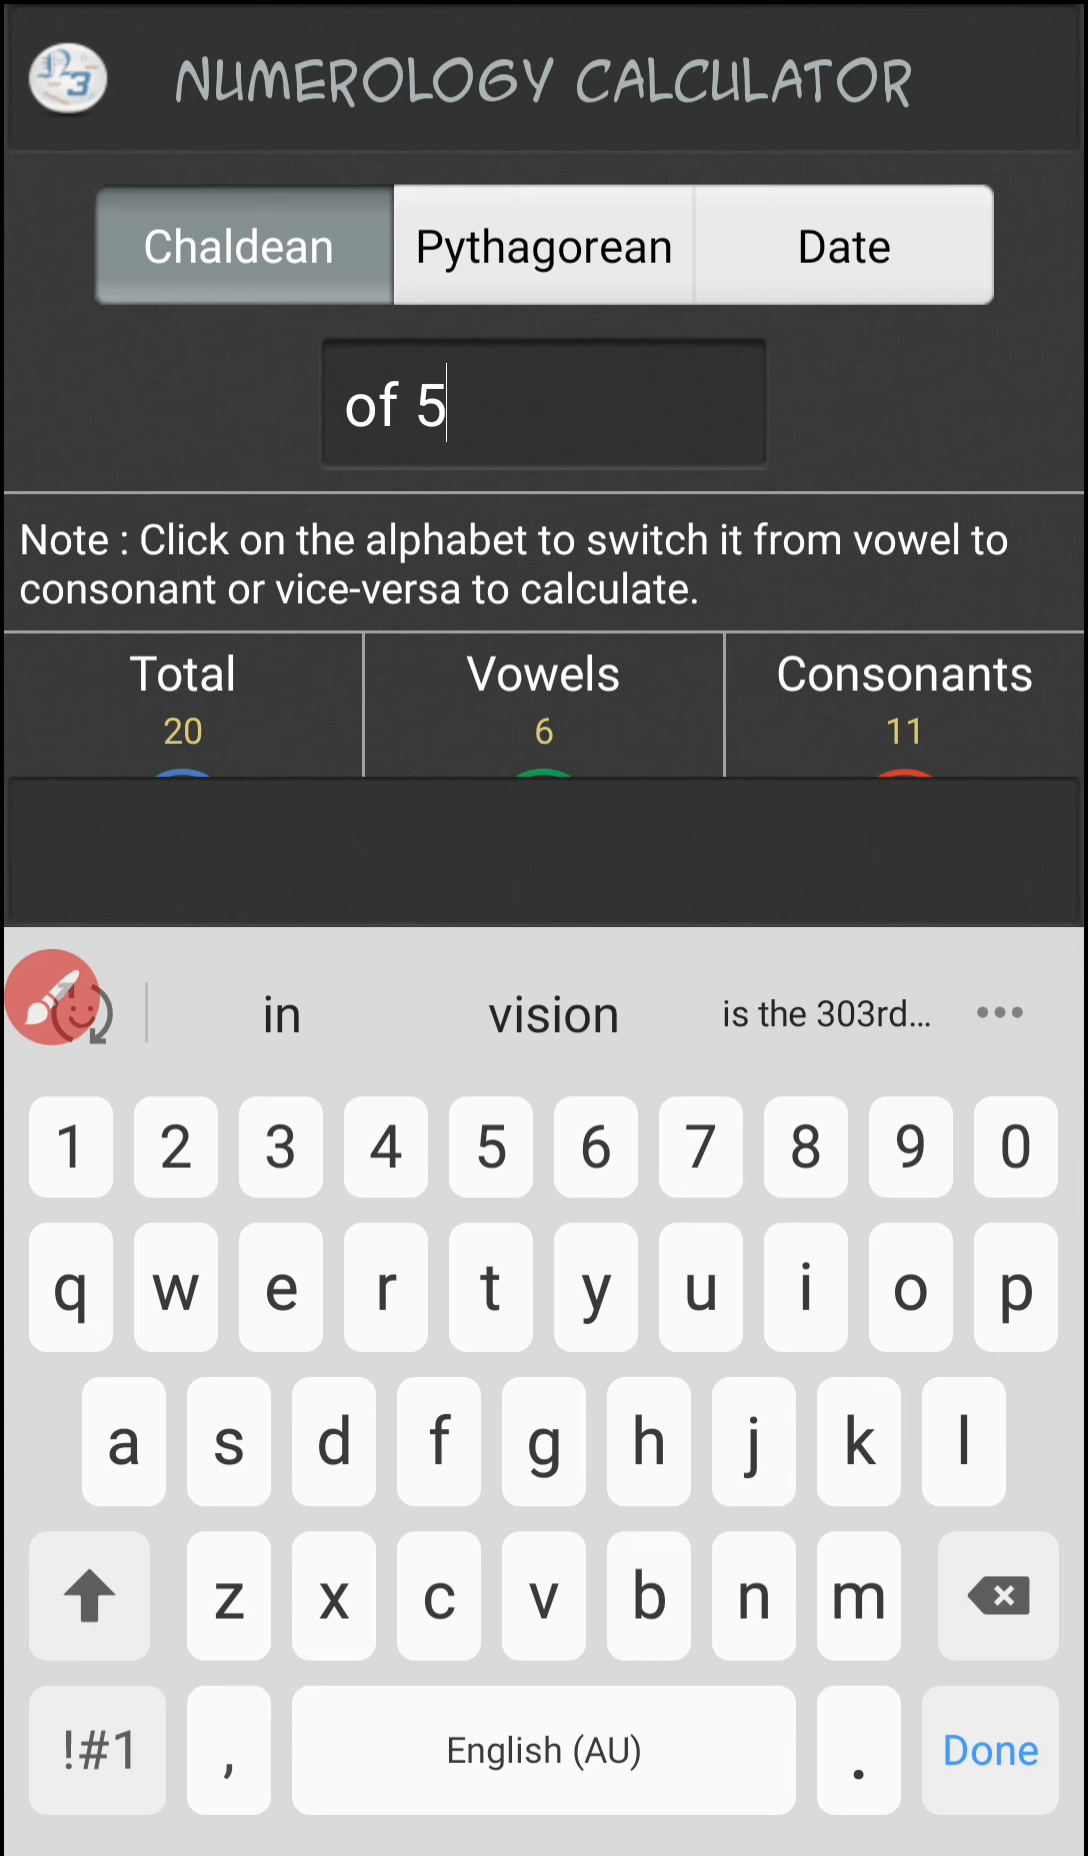 NUMEROLOGY CALCULATOR
Chaldean Pythagorean Date
of 5
Note : Click on the alphabet to switch it from vowel to
consonant or vice-versa to calculate.
Total Vowels Consonants
20 6 11
in vision is the 303rd...
1 2 3 4 5 6 7 8 9 0
q w e r t y u i o p
a s d f g h j k l
z x c v b n m
!#1 , English (AU) . Done